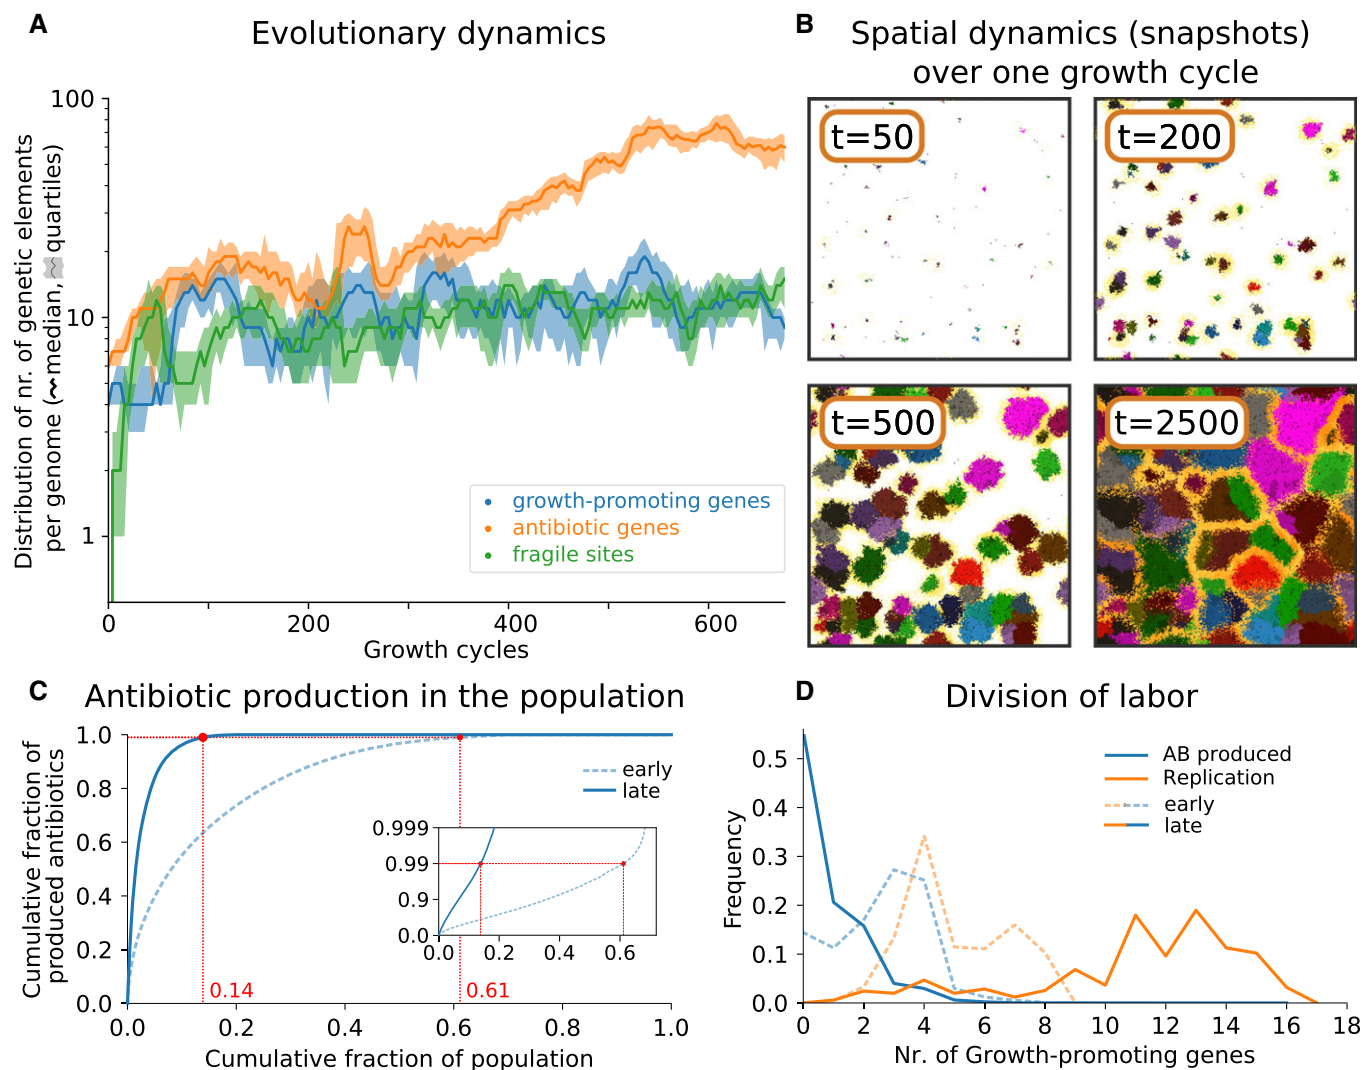 A
Evolutionary dynamics
Distribution of nr. of genetic elements
per genome (median, quartiles)
100
10
1
growth-promoting genes
antibiotic genes
fragile sites
0
200
400
600
Growth cycles
B
Spatial dynamics (snapshots)
over one growth cycle
t=50
t=200
t=500
t=2500
C
Antibiotic production in the population
Cumulative fraction of
produced antibiotics
1.0
0.8
0.6
0.4
0.2
0.0
early
late
0.999
0.99
0.9
0.0
0.0
0.2
0.4
0.6
0.14
0.61
0.0
0.2
0.4
0.6
0.8
1.0
Cumulative fraction of population
D
Division of labor
Frequency
0.5
0.4
0.3
0.2
0.1
0.0
AB produced
Replication
early
late
0
2
4
6
8
10
12
14
16
18
Nr. of Growth-promoting genes